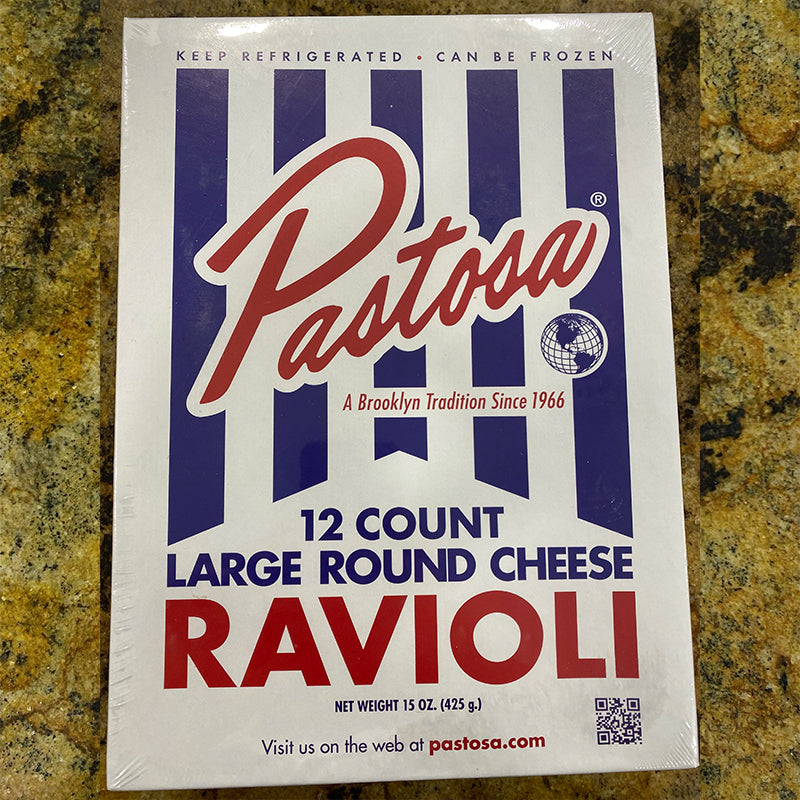 KEEP REFRIGERATED • CAN BE FROZEN
Pastosa®
A Brooklyn Tradition Since 1966
12 COUNT
LARGE ROUND CHEESE
RAVIOLI
NET WEIGHT 15 OZ. (425 g.)
Visit us on the web at pastosa.com